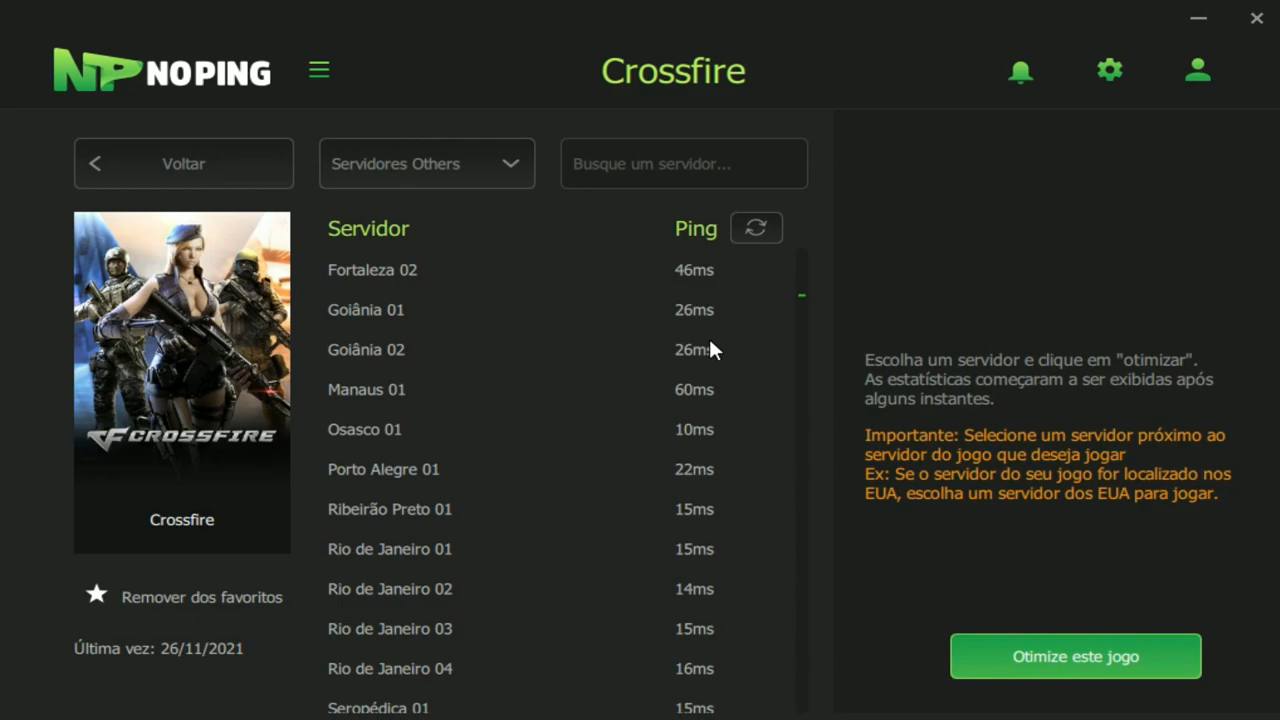 NP NOPING
Crossfire
Voltar
Servidores Others
Busque um servidor...
CF CROSSFIRE
Crossfire
Remover dos favoritos
Última vez: 26/11/2021
Servidor Ping
Fortaleza 02 46ms
Goiânia 01 26ms
Goiânia 02 26ms
Manaus 01 60ms
Osasco 01 10ms
Porto Alegre 01 22ms
Ribeirão Preto 01 15ms
Rio de Janeiro 01 15ms
Rio de Janeiro 02 14ms
Rio de Janeiro 03 15ms
Rio de Janeiro 04 16ms
Seropédica 01 15ms
Escolha um servidor e clique em "otimizar".
As estatísticas começaram a ser exibidas após
alguns instantes.
Importante: Selecione um servidor próximo ao
servidor do jogo que deseja jogar
Ex: Se o servidor do seu jogo for localizado nos
EUA, escolha um servidor dos EUA para jogar.
Otimize este jogo